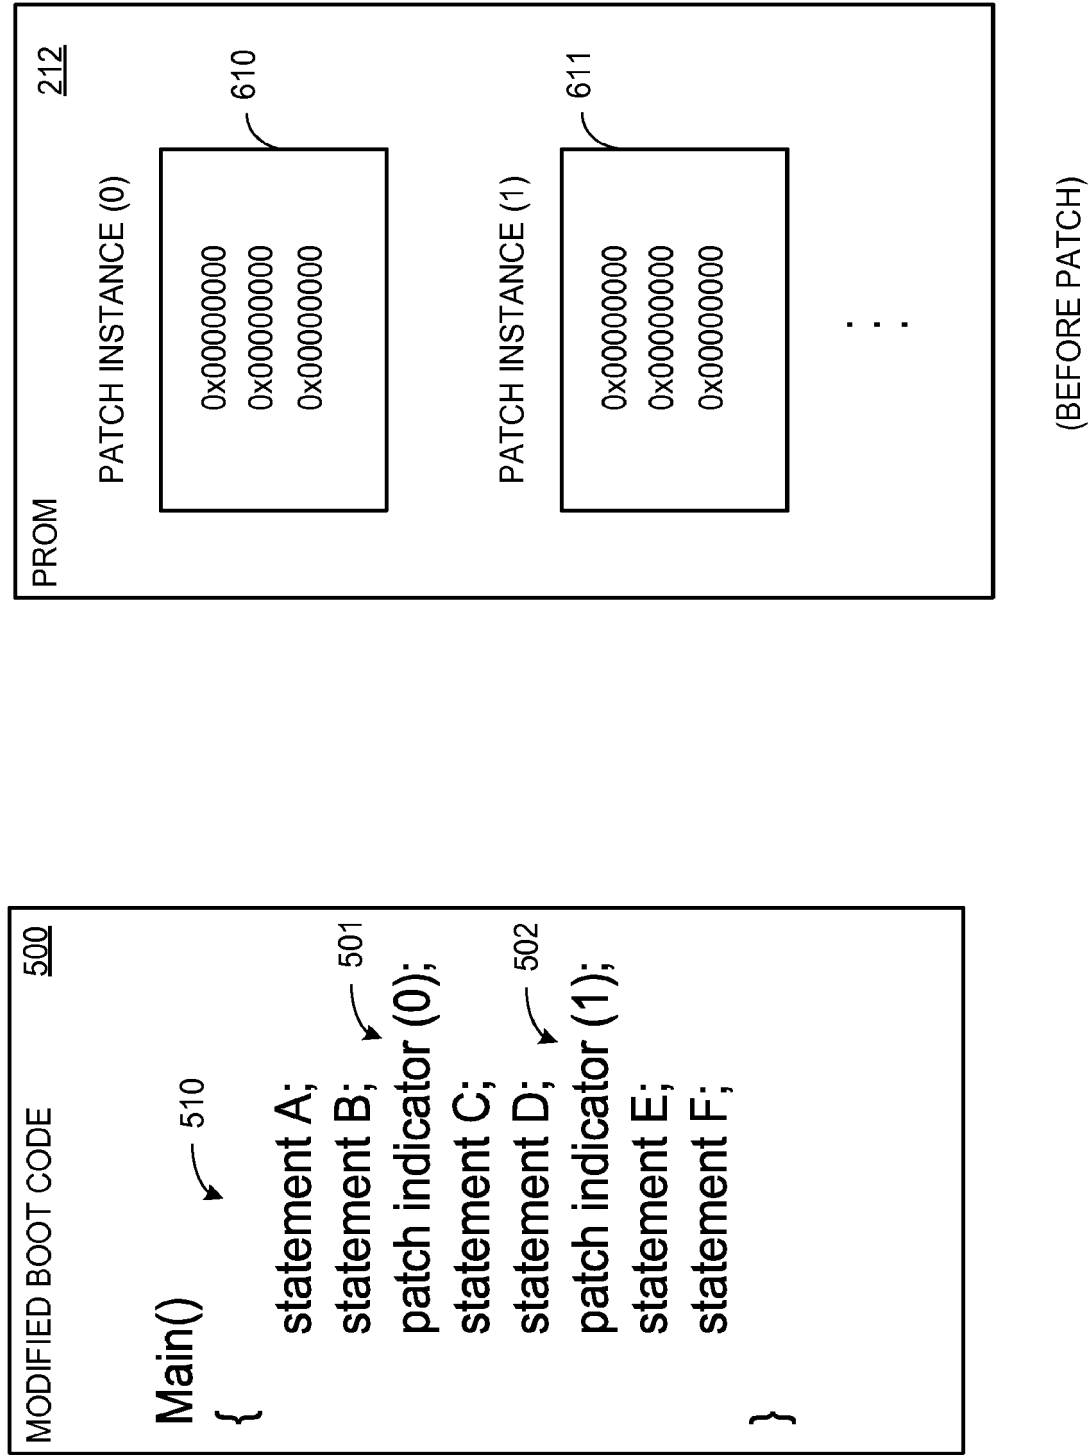 MODIFIED BOOT CODE 500
Main()
510
{
statement A;
statement B;
501
patch indicator (0);
statement C;
statement D;
502
patch indicator (1);
statement E;
statement F;
}
PROM 212
PATCH INSTANCE (0)
610
0x00000000
0x00000000
0x00000000
PATCH INSTANCE (1)
611
0x00000000
0x00000000
0x00000000
. . .
(BEFORE PATCH)